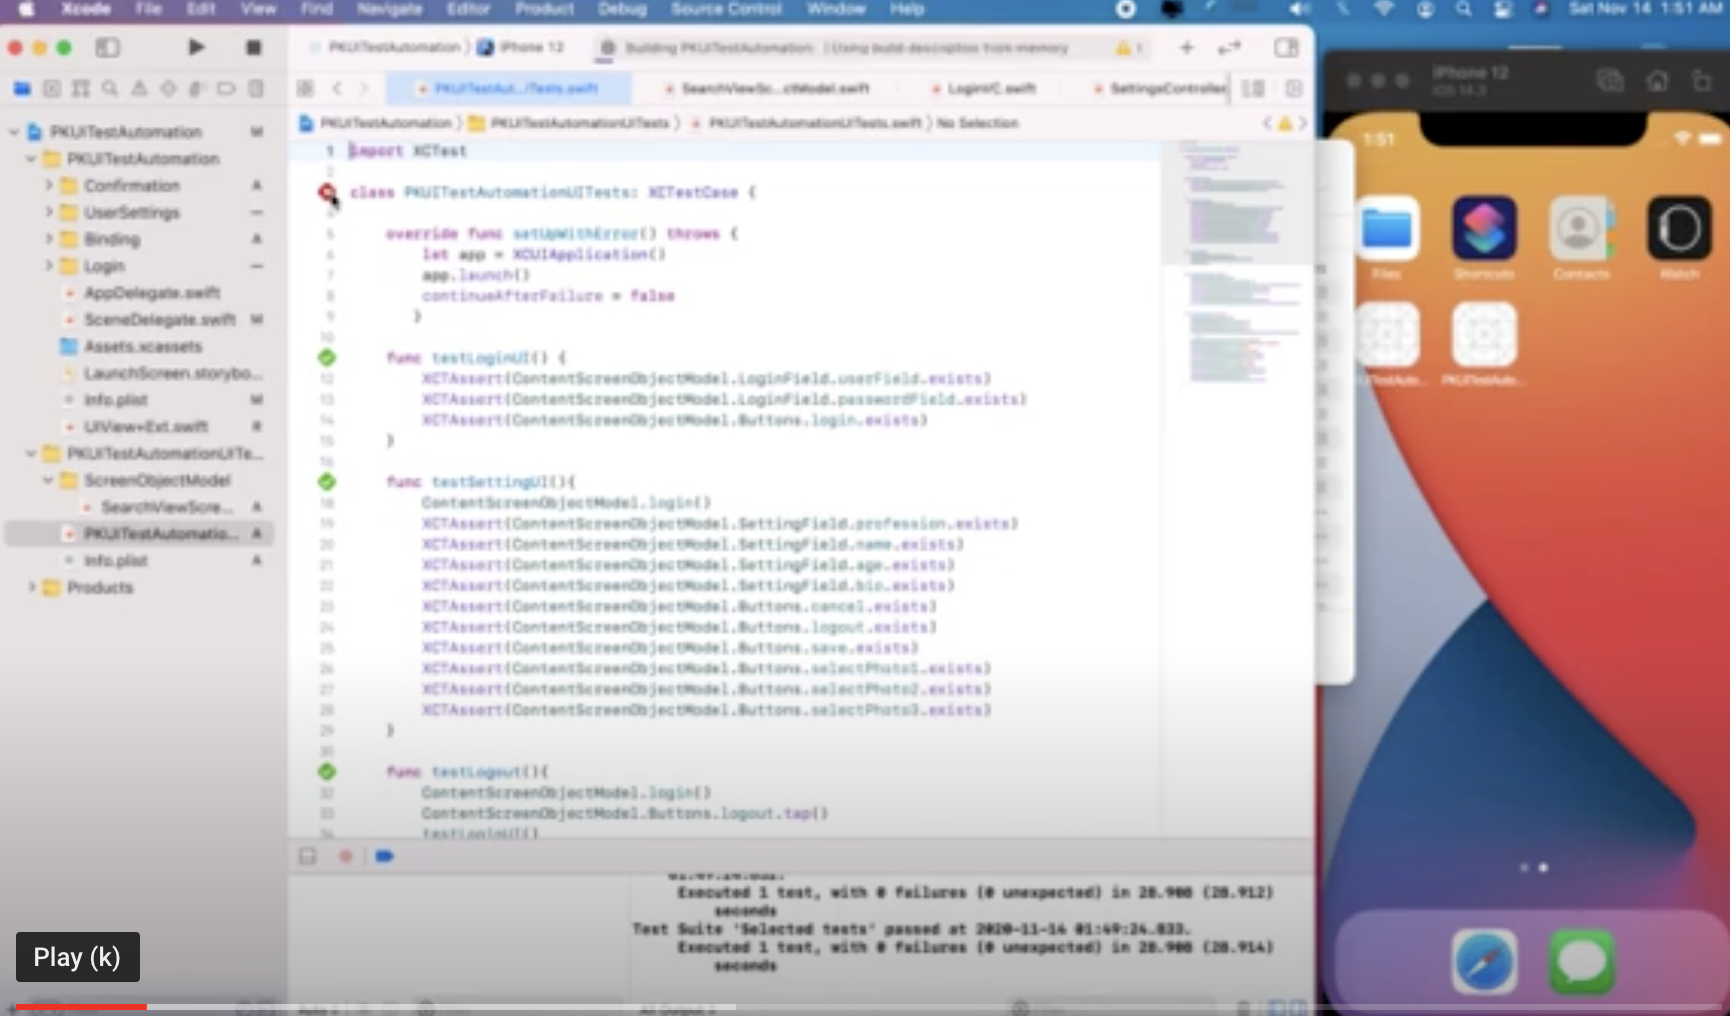 Xcode File Edit View Find Navigate Editor Product Debug Source Control Window Help
Sat Nov 14 1:51 AM
PKUITestAutomation iPhone 12
Building PKUITestAutomation: | Using build description from memory
1
PKUITestAut.../Tests.swift
SearchViewSc...ctModel.swift
LoginVC.swift
SettingsController
PKUITestAutomation PKUITestAutomationUITests PKUITestAutomationUITests.swift No Selection
PKUITestAutomation M
PKUITestAutomation
Confirmation A
UserSettings
Binding A
Login
AppDelegate.swift
SceneDelegate.swift M
Assets.xcassets
LaunchScreen.storybo...
Info.plist M
UIView+Ext.swift R
PKUITestAutomationUITe...
ScreenObjectModel
SearchViewScre... A
PKUITestAutomatio... A
Info.plist A
Products
1 import XCTest
2
class PKUITestAutomationUITests: XCTestCase {
5 override func setUpWithError() throws {
6 let app = XCUIApplication()
7 app.launch()
8 continueAfterFailure = false
9 }
10
func testLoginUI() {
12 XCTAssert(ContentScreenObjectModel.LoginField.userField.exists)
13 XCTAssert(ContentScreenObjectModel.LoginField.passwordField.exists)
14 XCTAssert(ContentScreenObjectModel.Buttons.login.exists)
15 }
16
func testSettingUI(){
18 ContentScreenObjectModel.login()
19 XCTAssert(ContentScreenObjectModel.SettingField.profession.exists)
20 XCTAssert(ContentScreenObjectModel.SettingField.name.exists)
21 XCTAssert(ContentScreenObjectModel.SettingField.age.exists)
22 XCTAssert(ContentScreenObjectModel.SettingField.bio.exists)
23 XCTAssert(ContentScreenObjectModel.Buttons.cancel.exists)
24 XCTAssert(ContentScreenObjectModel.Buttons.logout.exists)
25 XCTAssert(ContentScreenObjectModel.Buttons.save.exists)
26 XCTAssert(ContentScreenObjectModel.Buttons.selectPhoto1.exists)
27 XCTAssert(ContentScreenObjectModel.Buttons.selectPhoto2.exists)
28 XCTAssert(ContentScreenObjectModel.Buttons.selectPhoto3.exists)
29 }
30
func testLogout(){
32 ContentScreenObjectModel.login()
33 ContentScreenObjectModel.Buttons.logout.tap()
34 testLoginUI()
Executed 1 test, with 0 failures (0 unexpected) in 28.908 (28.912)
seconds
Test Suite 'Selected tests' passed at 2020-11-14 01:49:24.833.
Executed 1 test, with 0 failures (0 unexpected) in 28.908 (28.914)
seconds
Auto
All Output
Filter
Play (k)
iPhone 12
iOS 14.3
1:51
Files
Shortcuts
Contacts
Watch
UITestAuto...
PKUITestAuto...